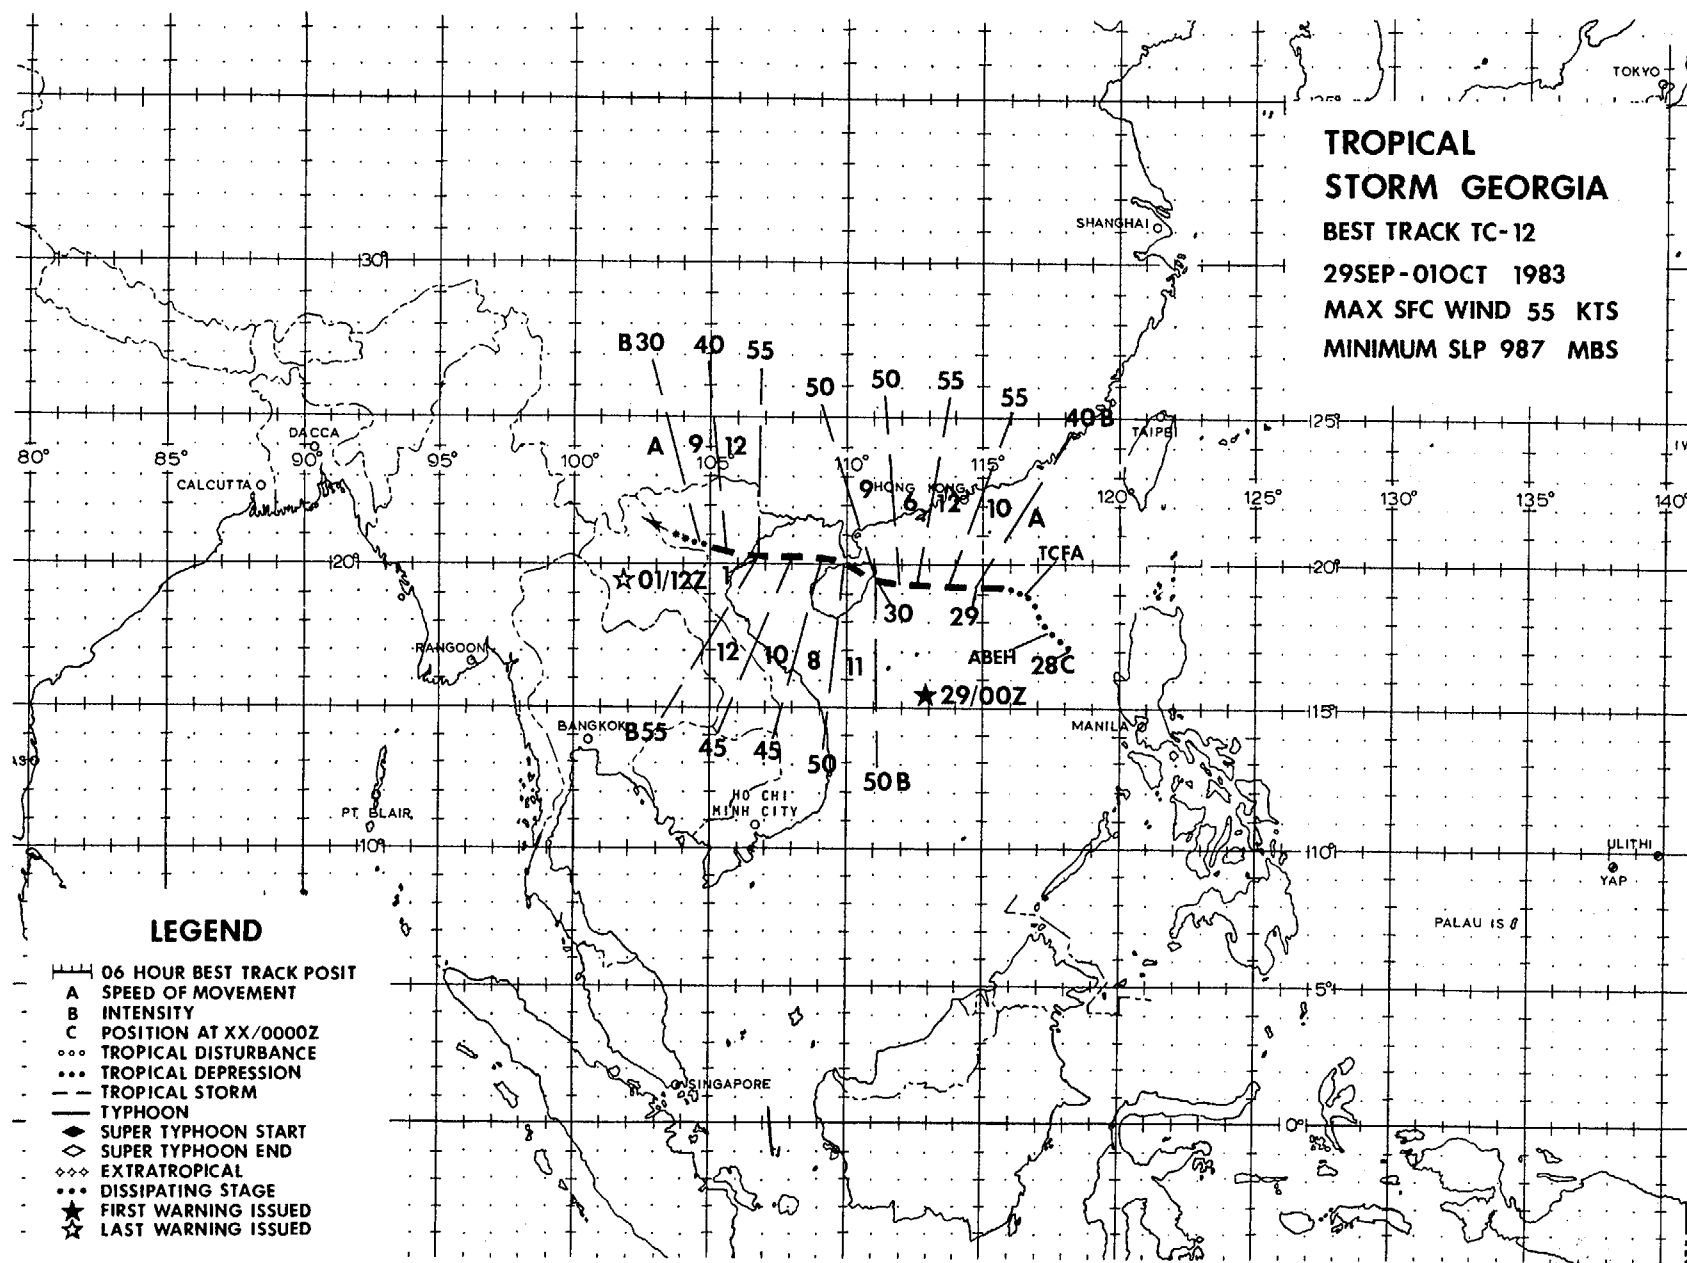 TOKYO
35°
TROPICAL
STORM GEORGIA
BEST TRACK TC-12
29SEP-01OCT 1983
MAX SFC WIND 55 KTS
MINIMUM SLP 987 MBS
SHANGHAI
30°
B30 40 55
50 50 55 55
40B
25°
TAIPEI
DACCA
A 9 12
80° 85° 90° 95° 100° 105° 110° 115° 120° 125° 130° 135° 140°
CALCUTTA
HONG KONG
9 6 12 10 A
TCFA
20° 20°
01/12Z 1
30 29
RANGOON
12 10 8 11
ABEH 28C
29/00Z
15°
BANGKOK
MANILA
B55 45 45 50 50B
HO CHI
MINH CITY
PT. BLAIR
10° 10°
ULITHI
YAP
PALAU IS
5°
SINGAPORE
0°
LEGEND
06 HOUR BEST TRACK POSIT
A SPEED OF MOVEMENT
B INTENSITY
C POSITION AT XX/0000Z
TROPICAL DISTURBANCE
TROPICAL DEPRESSION
TROPICAL STORM
TYPHOON
SUPER TYPHOON START
SUPER TYPHOON END
EXTRATROPICAL
DISSIPATING STAGE
FIRST WARNING ISSUED
LAST WARNING ISSUED